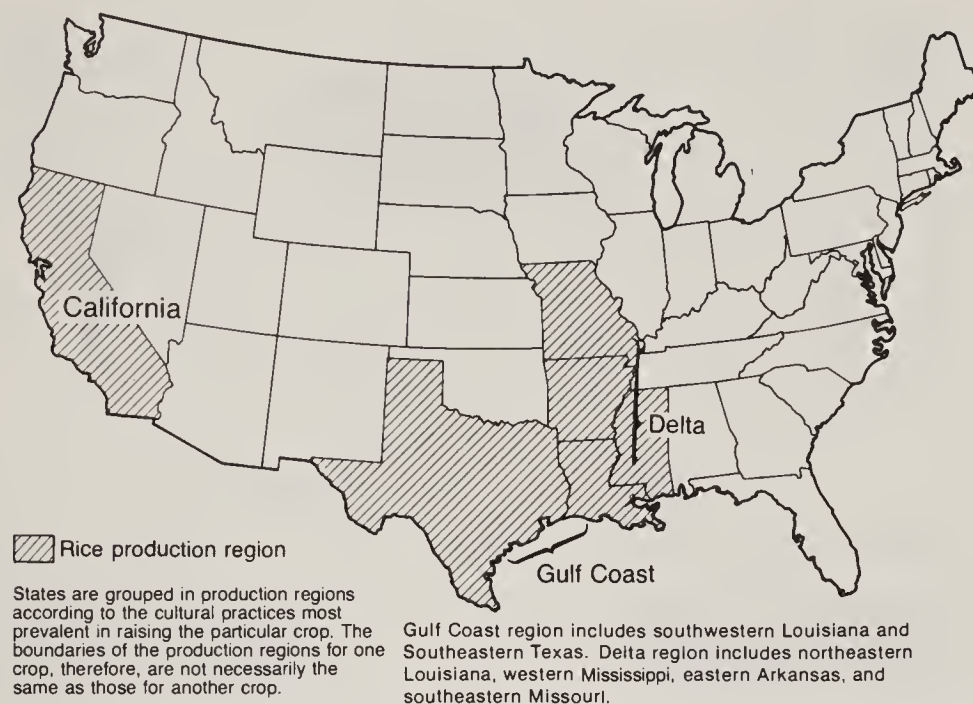 California
Delta
Gulf Coast
Rice production region
States are grouped in production regions
according to the cultural practices most
prevalent in raising the particular crop. The
boundaries of the production regions for one
crop, therefore, are not necessarily the
same as those for another crop.
Gulf Coast region includes southwestern Louisiana and
Southeastern Texas. Delta region includes northeastern
Louisiana, western Mississippi, eastern Arkansas, and
southeastern Missouri.